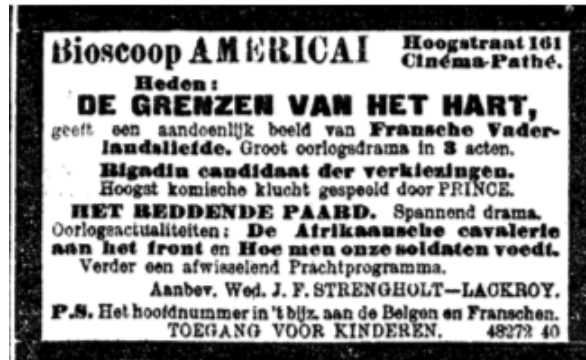 Bioscoop AMERICAI Hoogstraat 161
Cinéma-Pathé.
Heden:
DE GRENZEN VAN HET HART,
geeft een aandoenlijk beeld van Fransche Vader-
landsliefde. Groot oorlogsdrama in 3 acten.
Rigadin candidaat der verkiezingen.
Hoogst komische klucht gespeeld door PRINCE.
HET REDDENDE PAARD. Spannend drama.
Oorlogsactualiteiten: De Afrikaansche cavalerie
aan het front en Hoe men onze soldaten voedt.
Verder een afwisselend Prachtprogramma.
Aanbev. Wed. J. F. STRENGHOLT—LACKROY.
P.S. Het hoofdnummer in 't bijz. aan de Belgen en Franschen.
TOEGANG VOOR KINDEREN. 48272 40